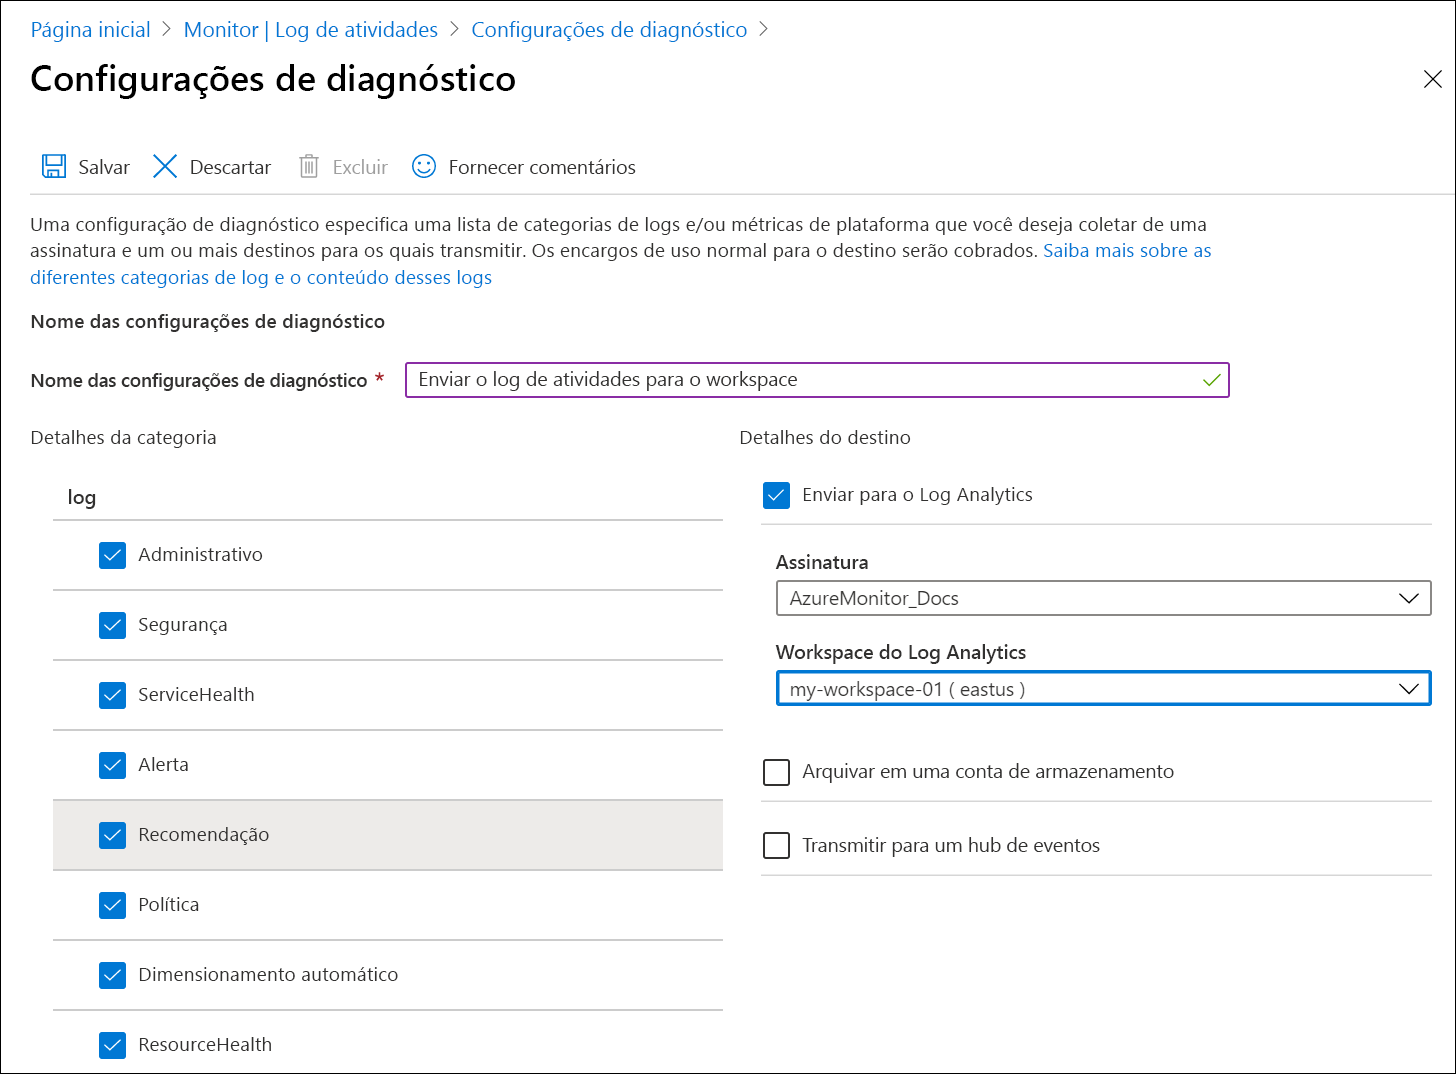 Página inicial > Monitor | Log de atividades > Configurações de diagnóstico >
Configurações de diagnóstico
Salvar Descartar Excluir Fornecer comentários
Uma configuração de diagnóstico especifica uma lista de categorias de logs e/ou métricas de plataforma que você deseja coletar de uma
assinatura e um ou mais destinos para os quais transmitir. Os encargos de uso normal para o destino serão cobrados. Saiba mais sobre as
diferentes categorias de log e o conteúdo desses logs
Nome das configurações de diagnóstico
Nome das configurações de diagnóstico * Enviar o log de atividades para o workspace
Detalhes da categoria
log
Administrativo
Segurança
ServiceHealth
Alerta
Recomendação
Política
Dimensionamento automático
ResourceHealth
Detalhes do destino
Enviar para o Log Analytics
Assinatura
AzureMonitor_Docs
Workspace do Log Analytics
my-workspace-01 ( eastus )
Arquivar em uma conta de armazenamento
Transmitir para um hub de eventos